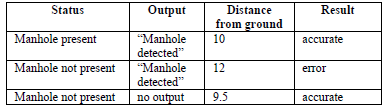 Status Output Distance from ground Result
Manhole present “Manhole detected” 10 accurate
Manhole not present “Manhole detected” 12 error
Manhole not present no output 9.5 accurate